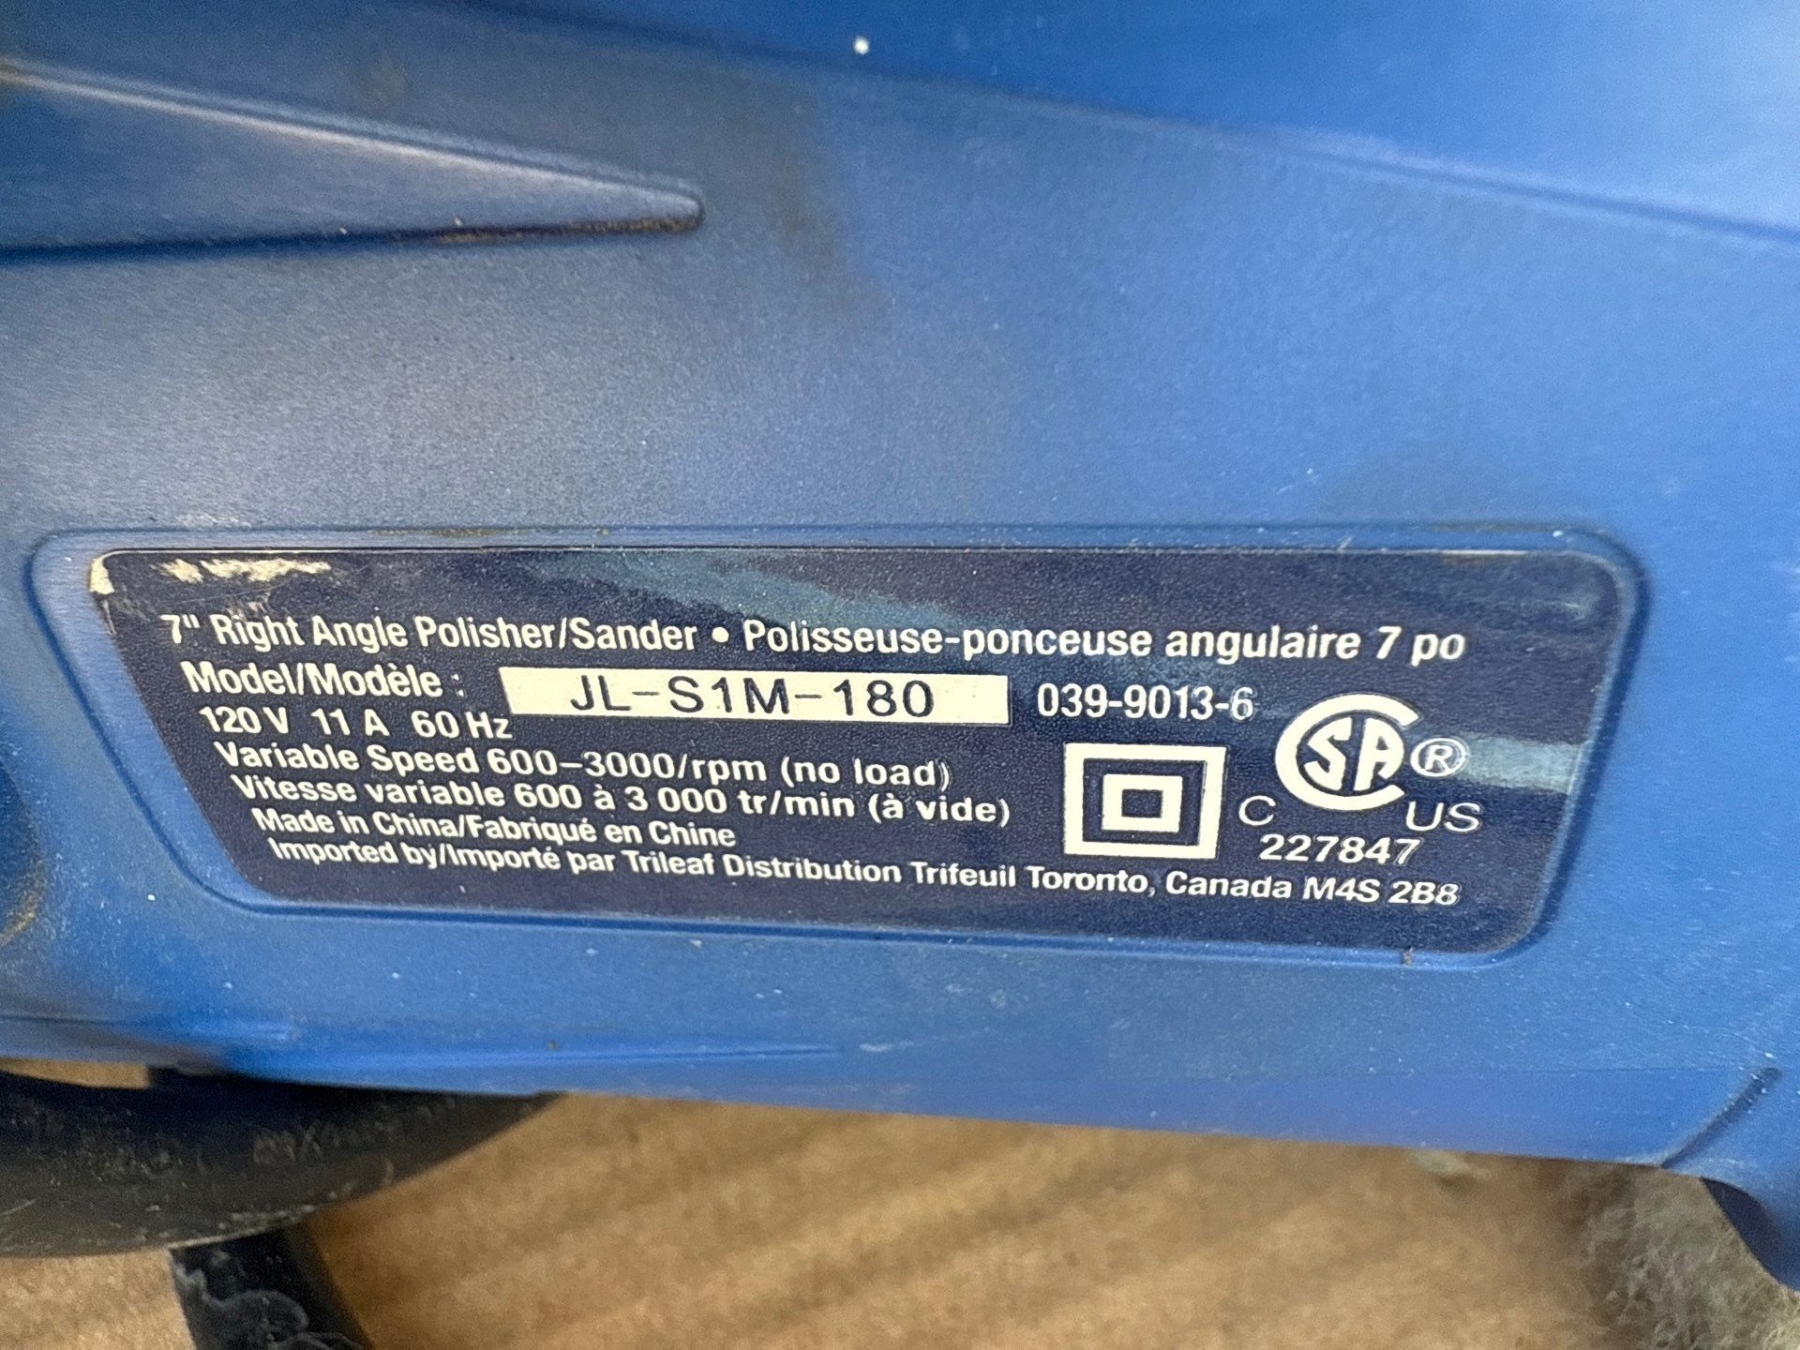 7" Right Angle Polisher/Sander • Polisseuse-ponceuse angulaire 7 po
Model/Modèle : JL-S1M-180 039-9013-6
120 V 11 A 60 Hz
Variable Speed 600-3000/rpm (no load)
Vitesse variable 600 à 3 000 tr/min (à vide)
Made in China/Fabriqué en Chine
Imported by/Importé par Trileaf Distribution Trifeuil Toronto, Canada M4S 2B8
CSA ®
C US
227847